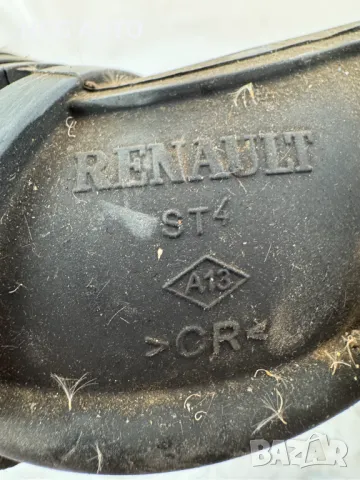 RENAULT
ST4
A13
>CR<
BAZAR